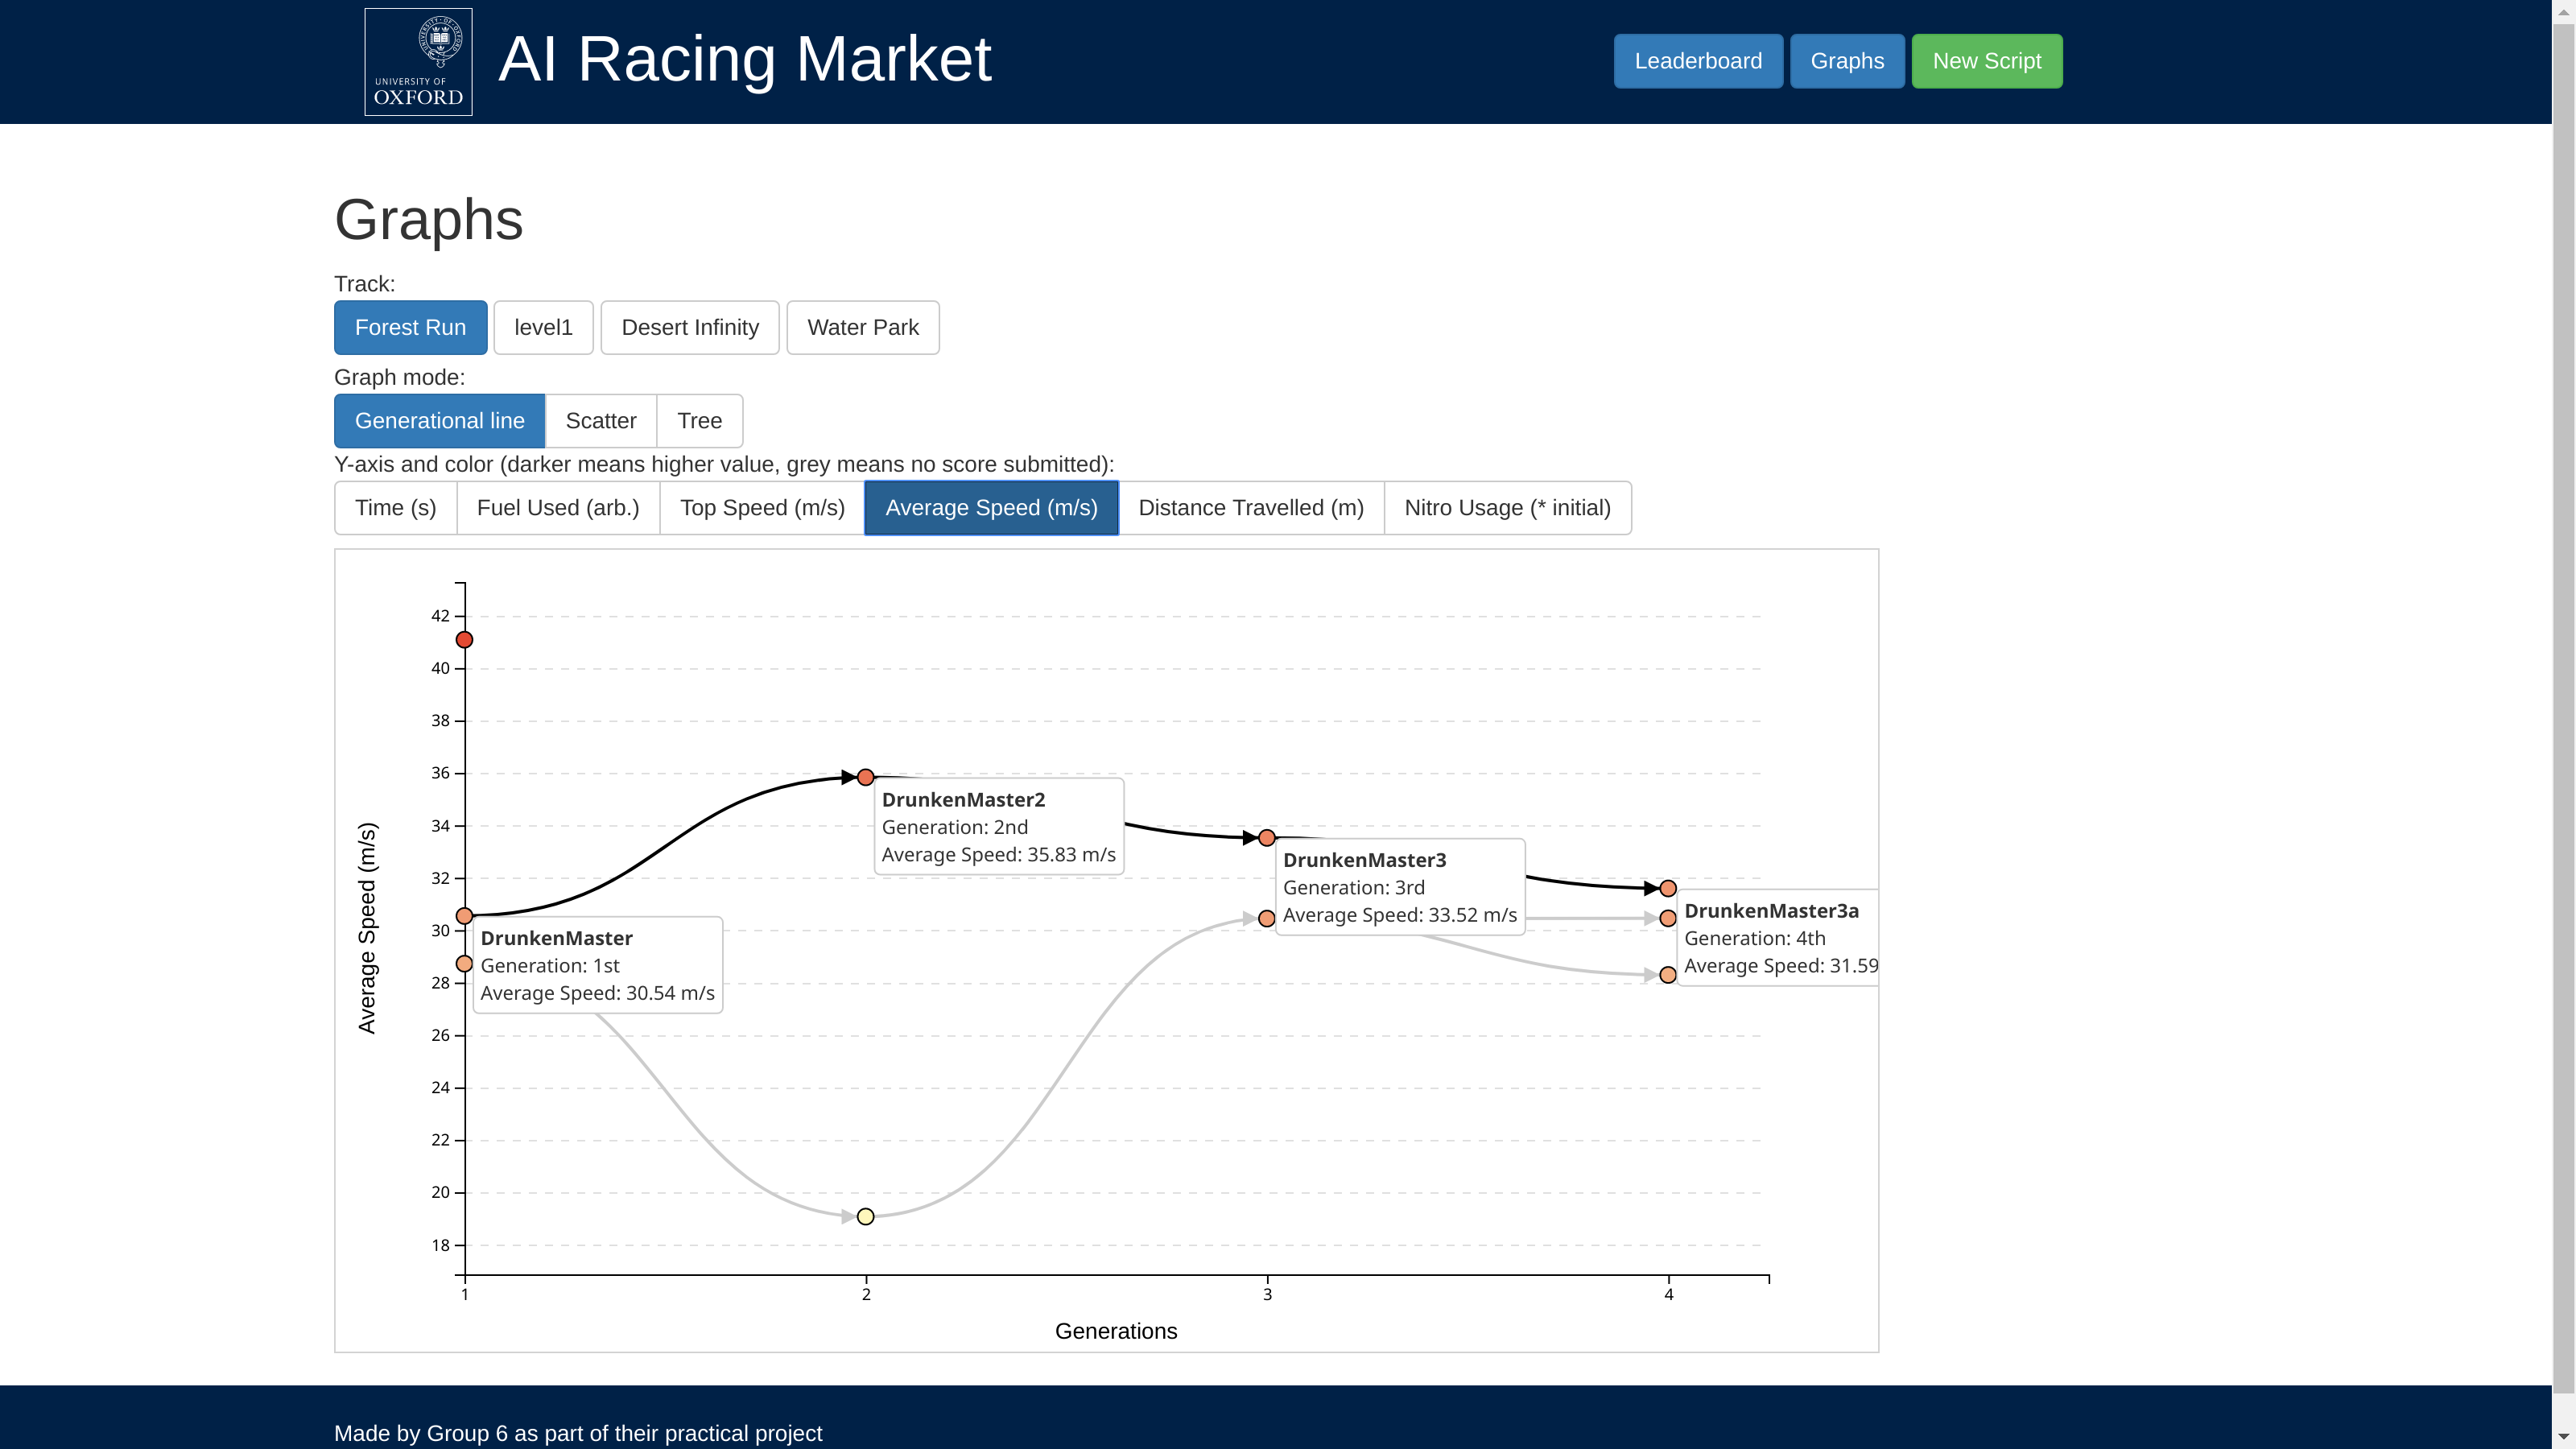 UNIVERSITY OF
OXFORD
AI Racing Market
Leaderboard
Graphs
New Script
Graphs
Track:
Forest Run
level1
Desert Infinity
Water Park
Graph mode:
Generational line
Scatter
Tree
Y-axis and color (darker means higher value, grey means no score submitted):
Time (s)
Fuel Used (arb.)
Top Speed (m/s)
Average Speed (m/s)
Distance Travelled (m)
Nitro Usage (* initial)
Average Speed (m/s)
42
40
38
36
34
32
30
28
26
24
22
20
18
DrunkenMaster
Generation: 1st
Average Speed: 30.54 m/s
DrunkenMaster2
Generation: 2nd
Average Speed: 35.83 m/s
DrunkenMaster3
Generation: 3rd
Average Speed: 33.52 m/s
DrunkenMaster3a
Generation: 4th
Average Speed: 31.59
1
2
3
4
Generations
Made by Group 6 as part of their practical project